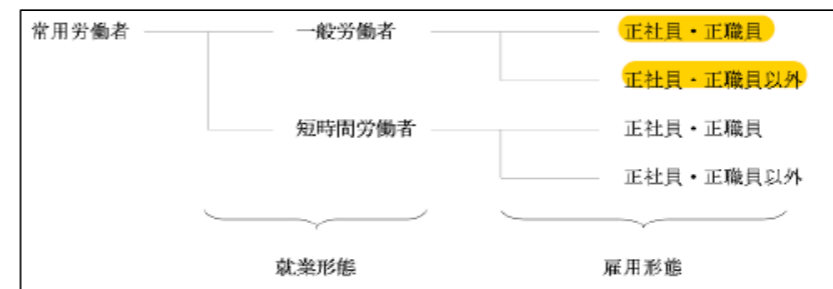 常用労働者 一般労働者 正社員・正職員
正社員・正職員以外
短時間労働者 正社員・正職員
正社員・正職員以外
就業形態 雇用形態